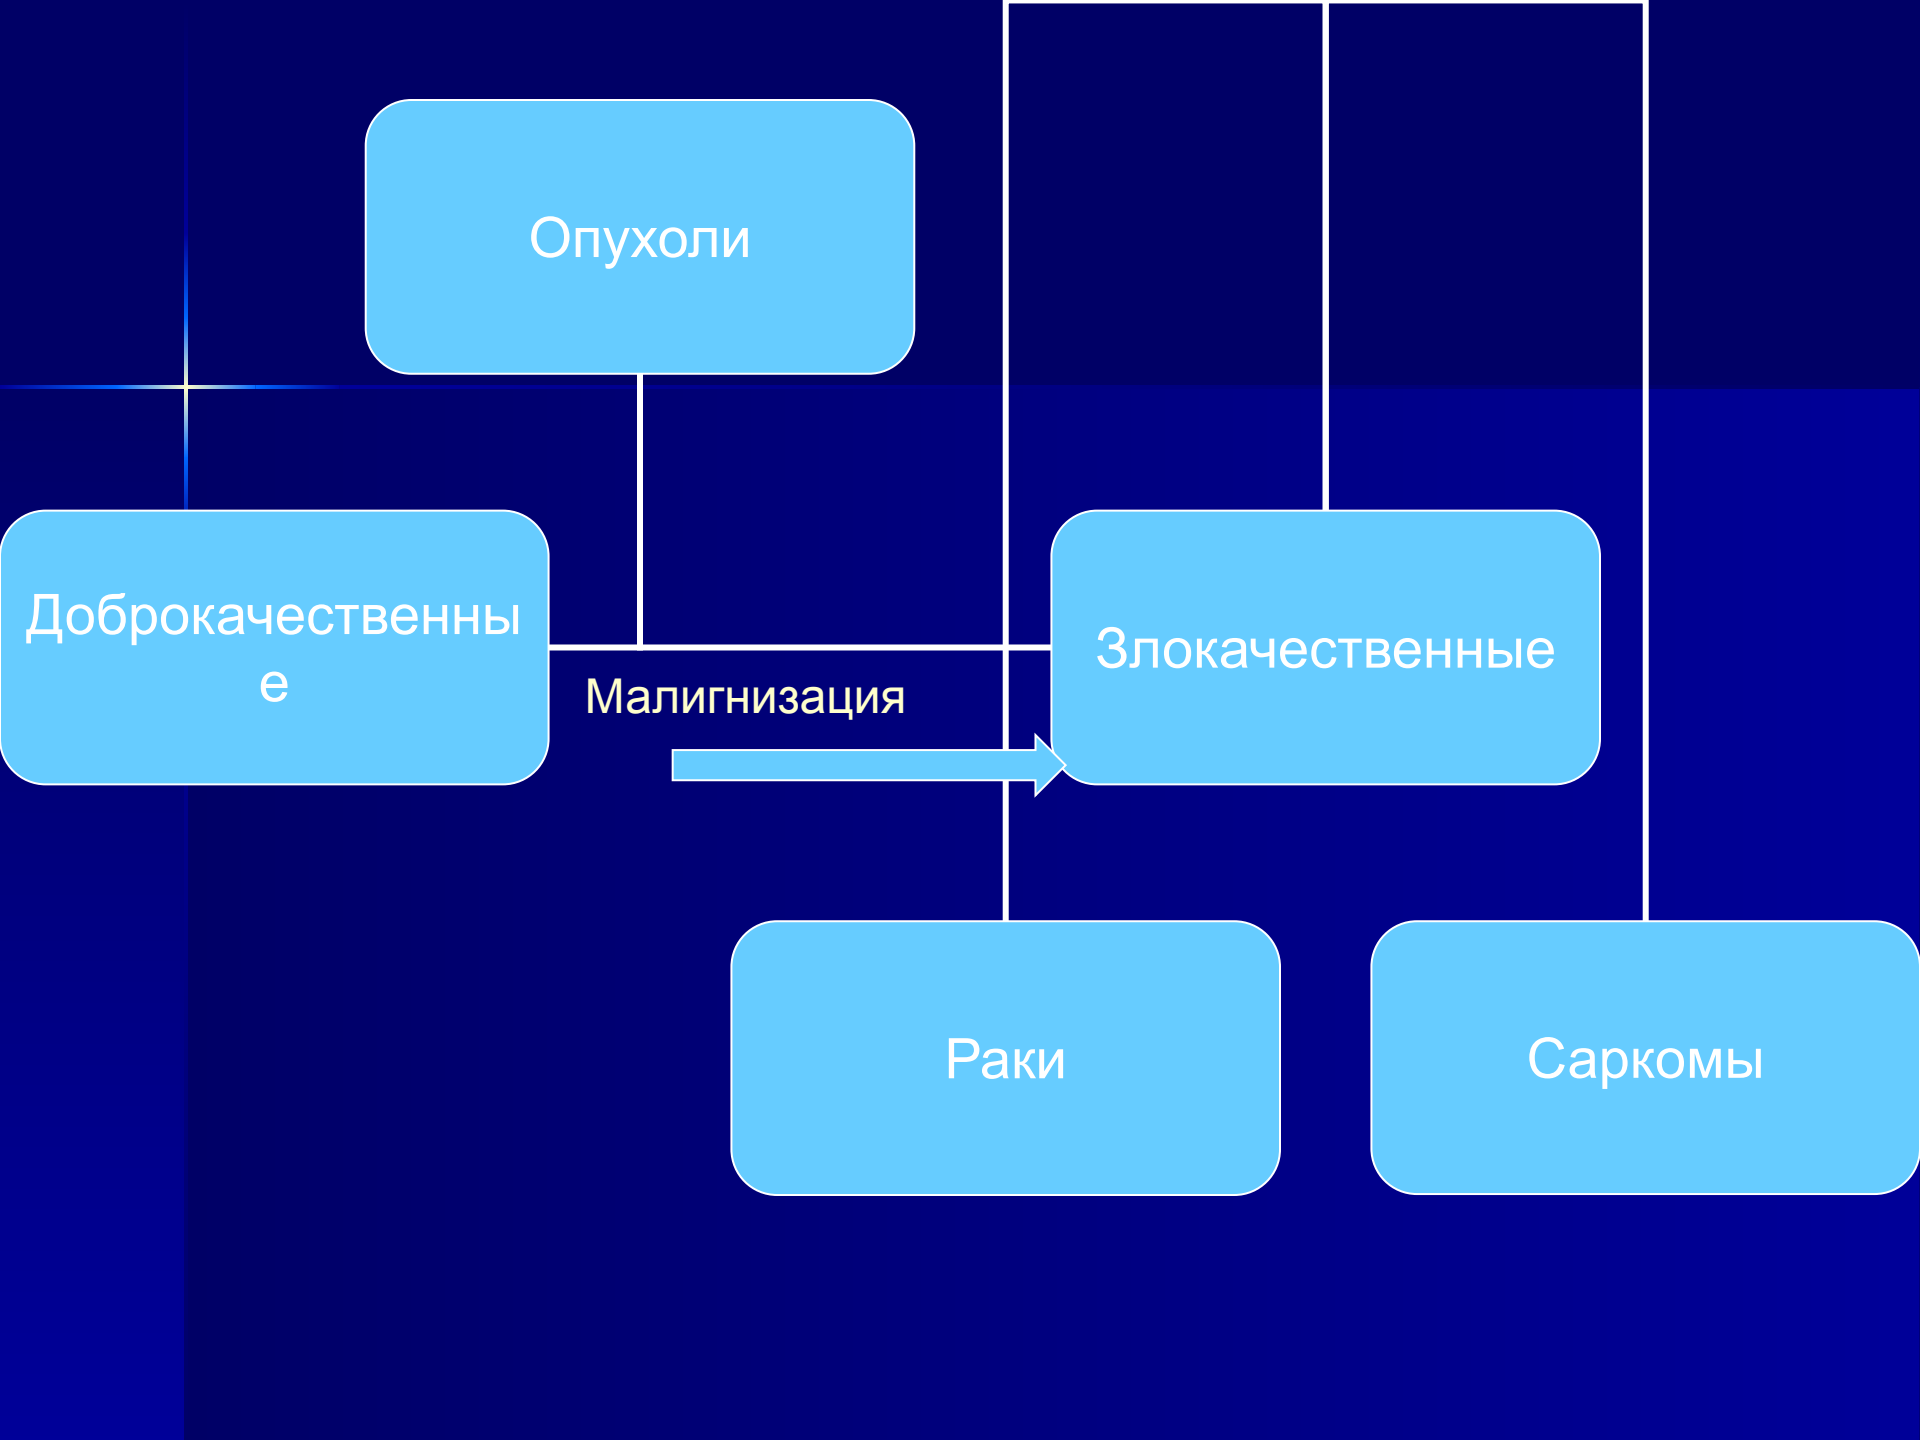 Опухоли
Доброкачественны
е
Злокачественные
Малигнизация
Раки
Саркомы